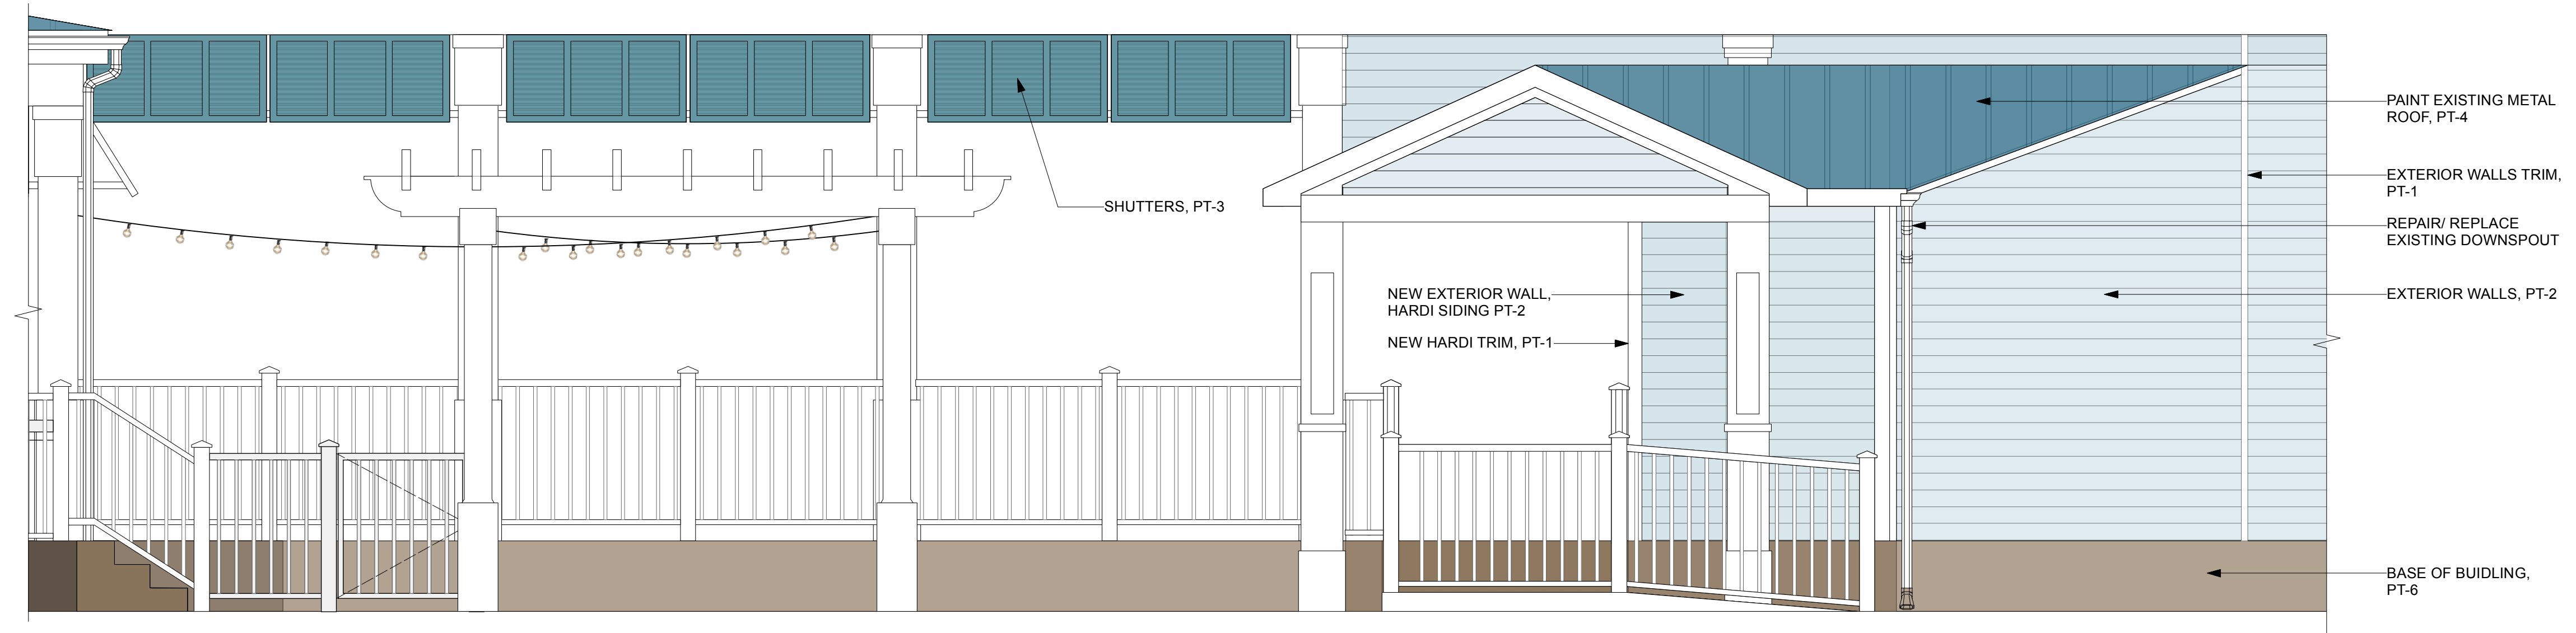 PAINT EXISTING METAL
ROOF, PT-4
EXTERIOR WALLS TRIM,
PT-1
SHUTTERS, PT-3
REPAIR/ REPLACE
EXISTING DOWNSPOUT
NEW EXTERIOR WALL,
HARDI SIDING PT-2
EXTERIOR WALLS, PT-2
NEW HARDI TRIM, PT-1
BASE OF BUIDLING,
PT-6